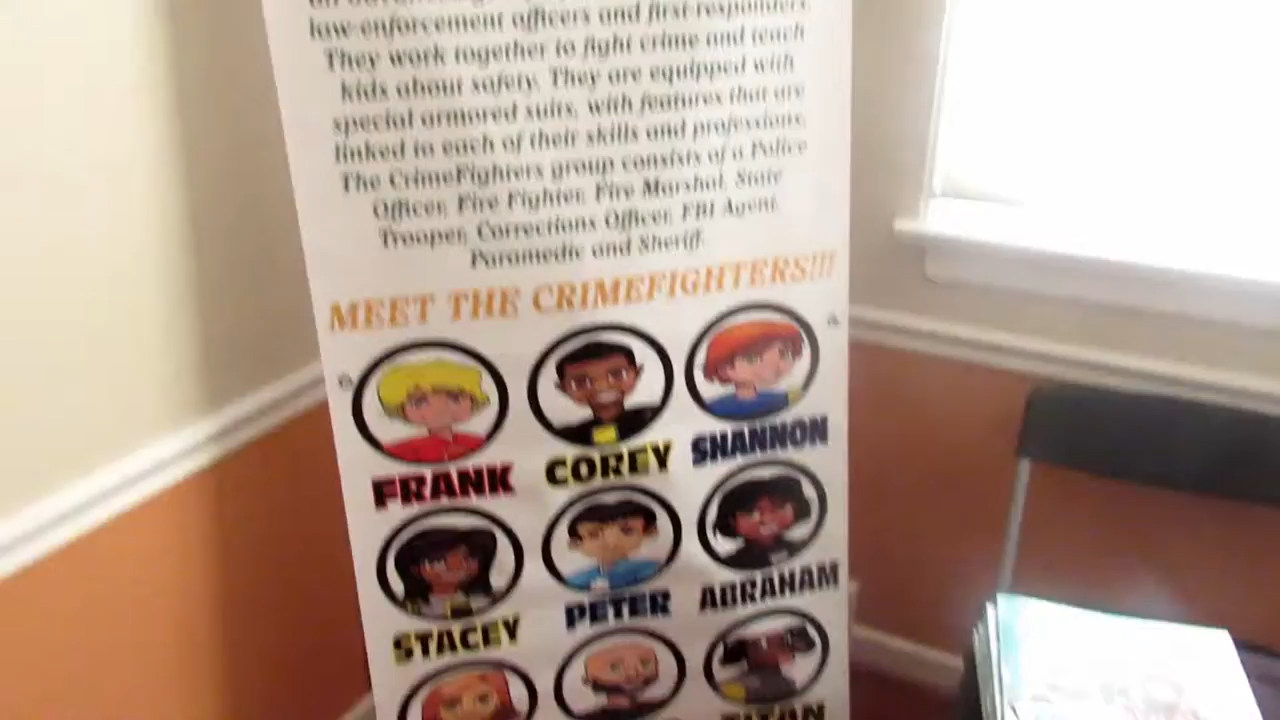 law-enforcement officers and first-responders.
They work together to fight crime and teach
kids about safety. They are equipped with
special armored suits, with features that are
linked to each of their skills and professions.
The CrimeFighters group consists of a Police
Officer, Fire Fighter, Fire Marshal, State
Trooper, Corrections Officer, FBI Agent,
Paramedic and Sheriff.
MEET THE CRIMEFIGHTERS!!!
FRANK COREY SHANNON
STACEY PETER ABRAHAM
TITAN